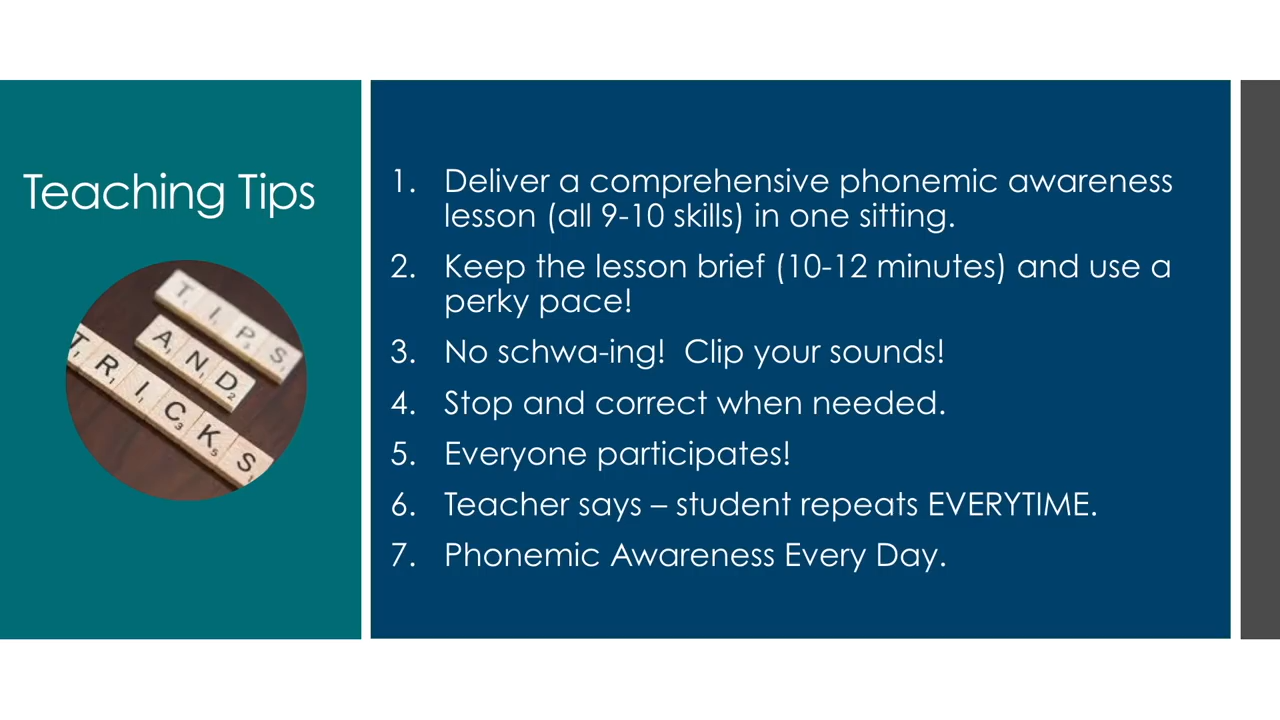 Teaching Tips
TIPS
AND
TRICKS
1. Deliver a comprehensive phonemic awareness
lesson (all 9-10 skills) in one sitting.
2. Keep the lesson brief (10-12 minutes) and use a
perky pace!
3. No schwa-ing!  Clip your sounds!
4. Stop and correct when needed.
5. Everyone participates!
6. Teacher says – student repeats EVERYTIME.
7. Phonemic Awareness Every Day.